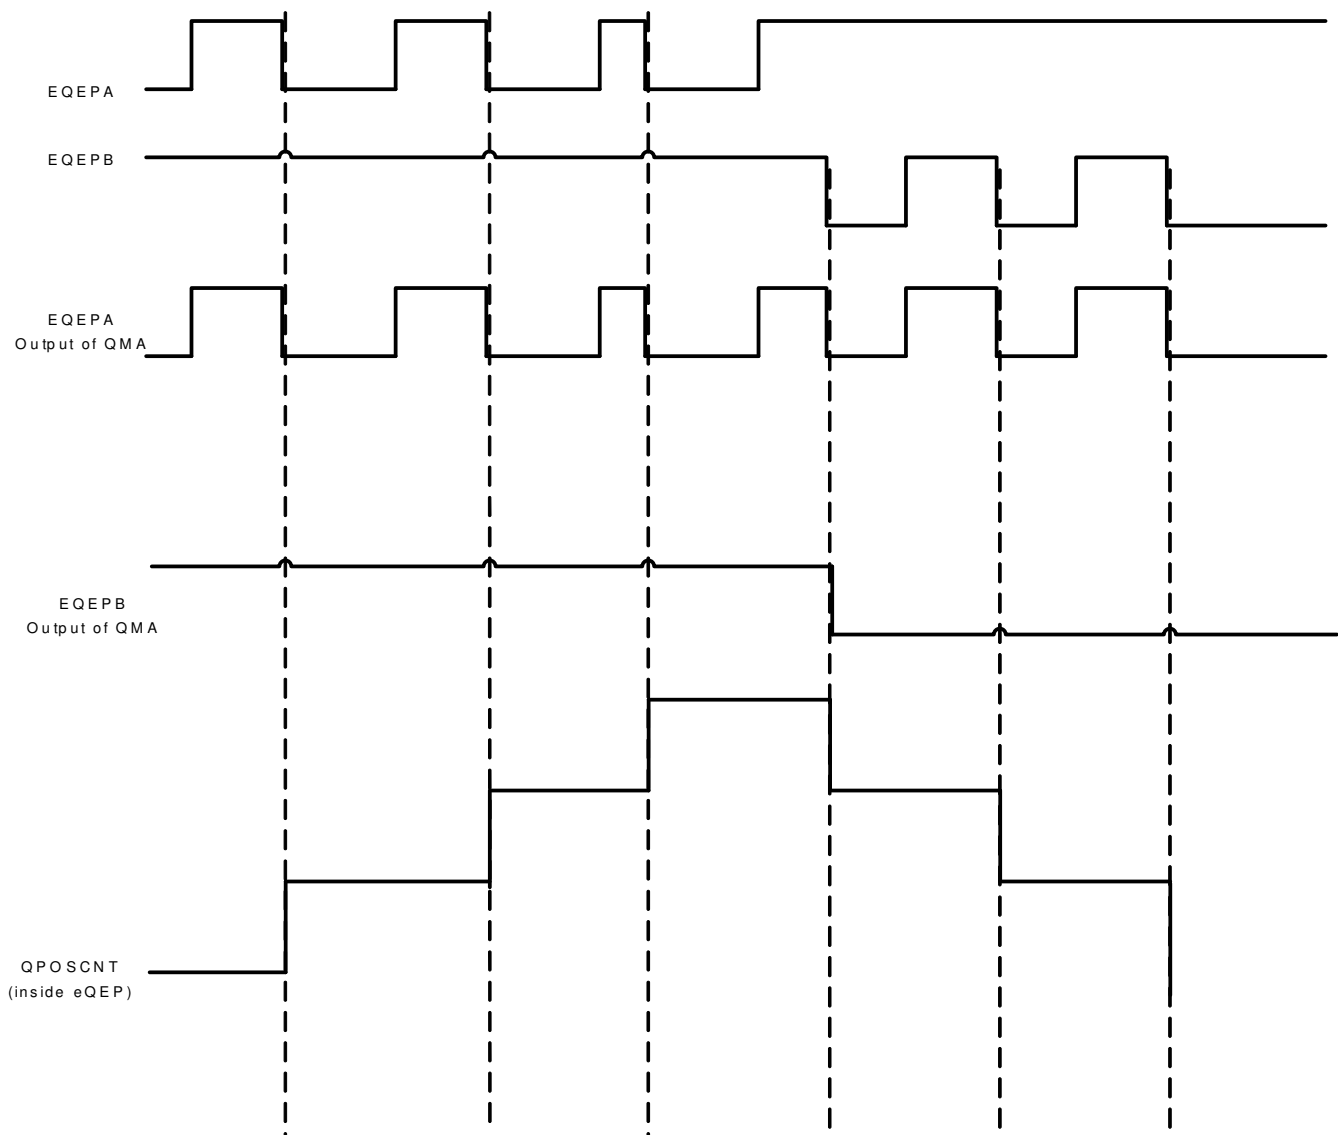 EQEPA
EQEPB
EQEPA
Output of QMA
EQEPB
Output of QMA
QPOSCNT
(inside eQEP)